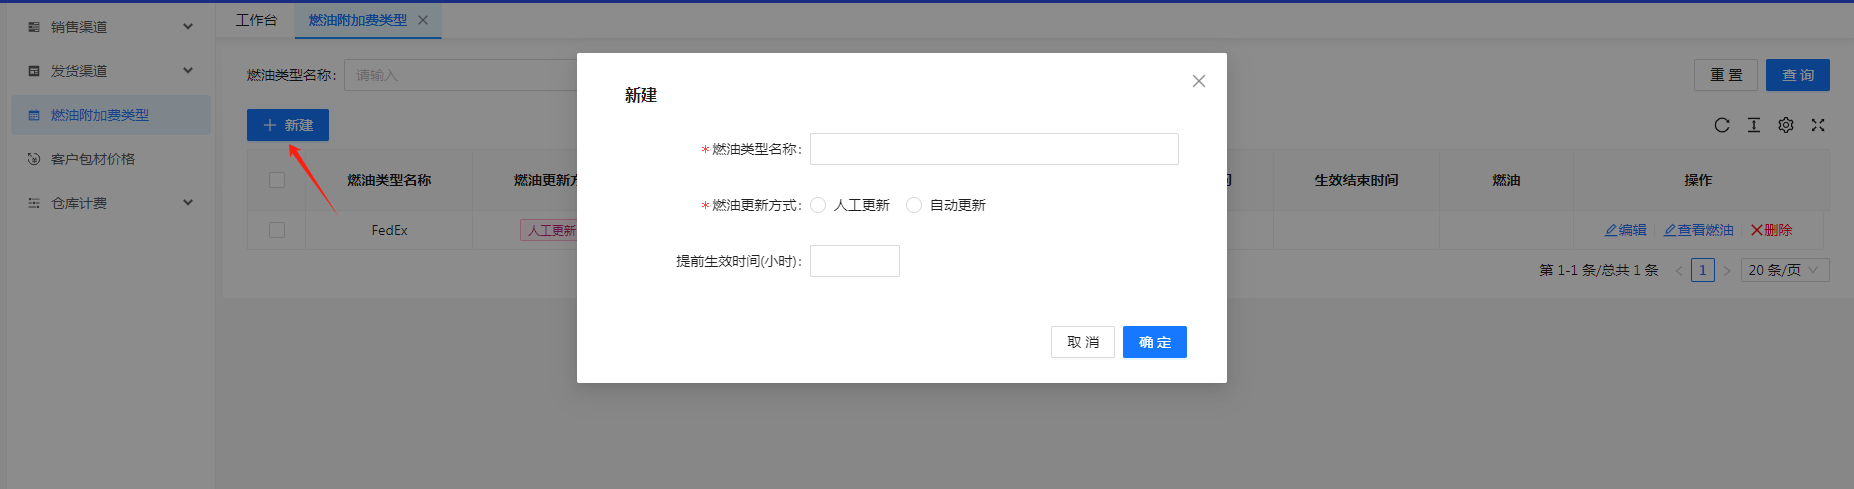 销售渠道
发货渠道
燃油附加费类型
客户包材价格
仓库计费
工作台 燃油附加费类型
燃油类型名称: 请输入 重 置 查 询
新建
燃油类型名称 燃油更新方 生效结束时间 燃油 操作
FedEx 人工更新 编辑 查看燃油 删除
第 1-1 条/总共 1 条 1 20 条/页
新建
* 燃油类型名称:
* 燃油更新方式: 人工更新 自动更新
提前生效时间(小时):
取 消 确 定